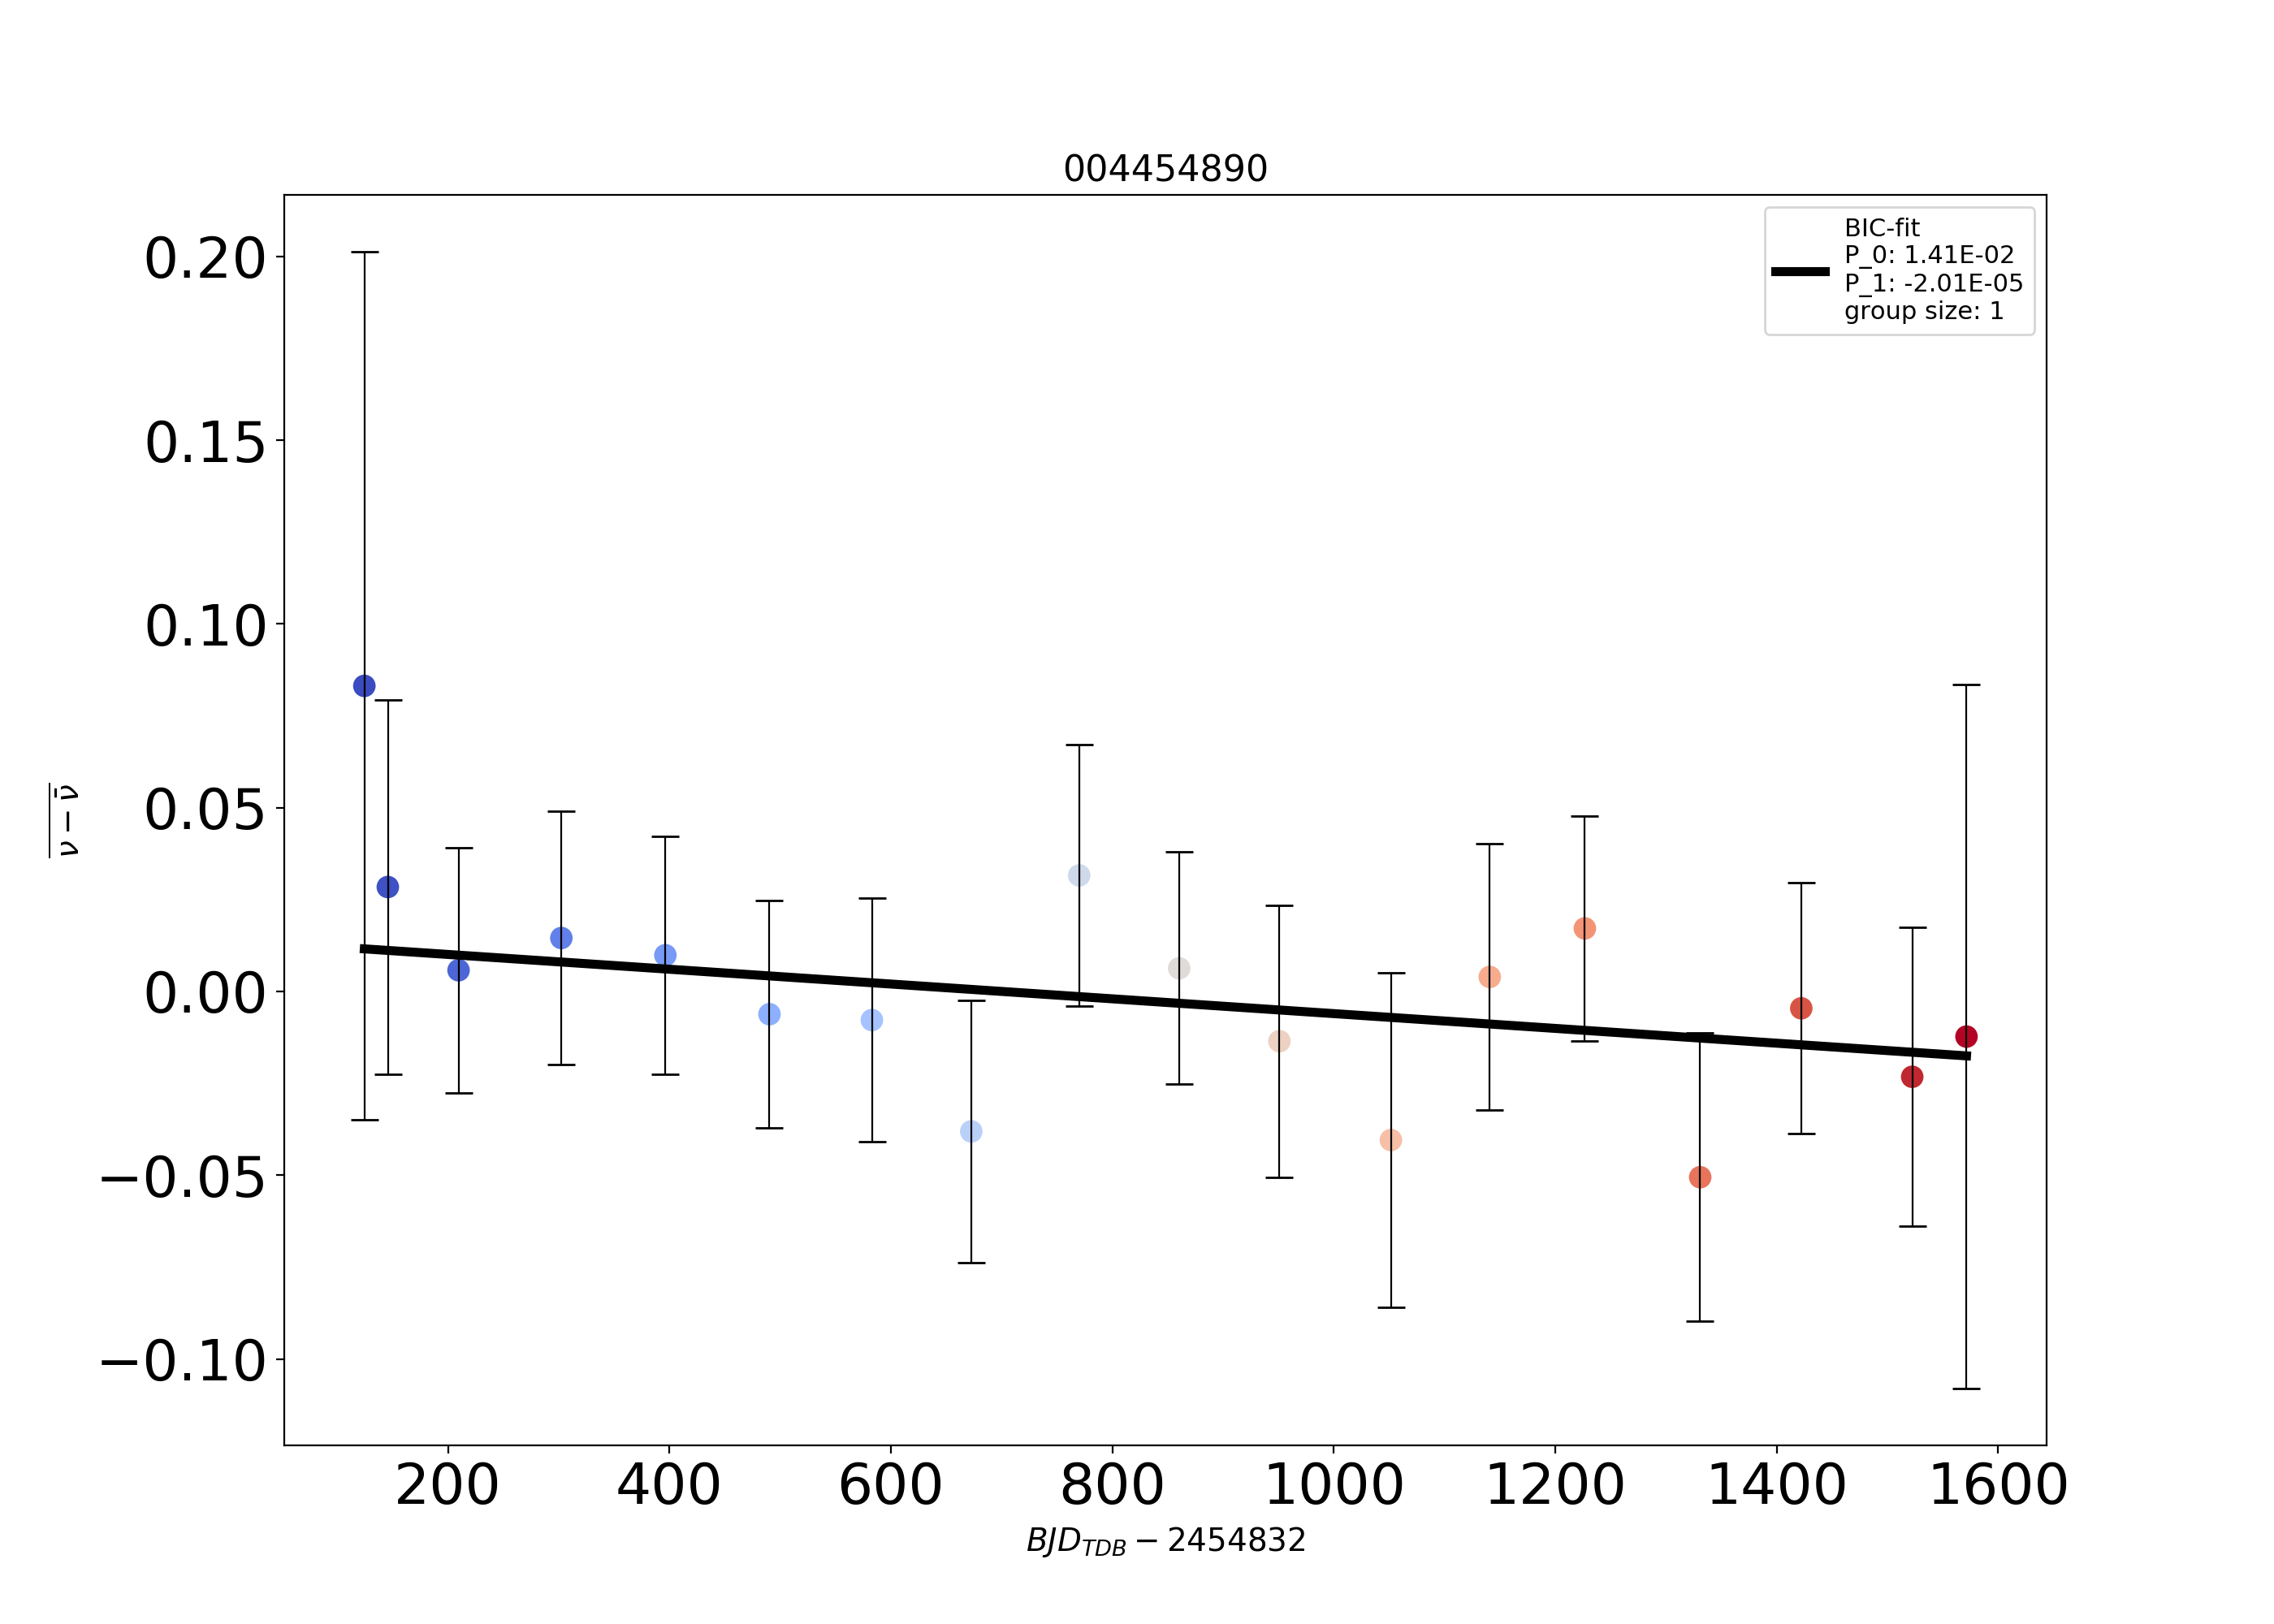 004454890
BIC-fit
P_0: 1.41E-02
P_1: -2.01E-05
group size: 1
0.20
0.15
0.10
0.05
0.00
−0.05
−0.10
ν − ν̄
200 400 600 800 1000 1200 1400 1600
BJD_TDB − 2454832